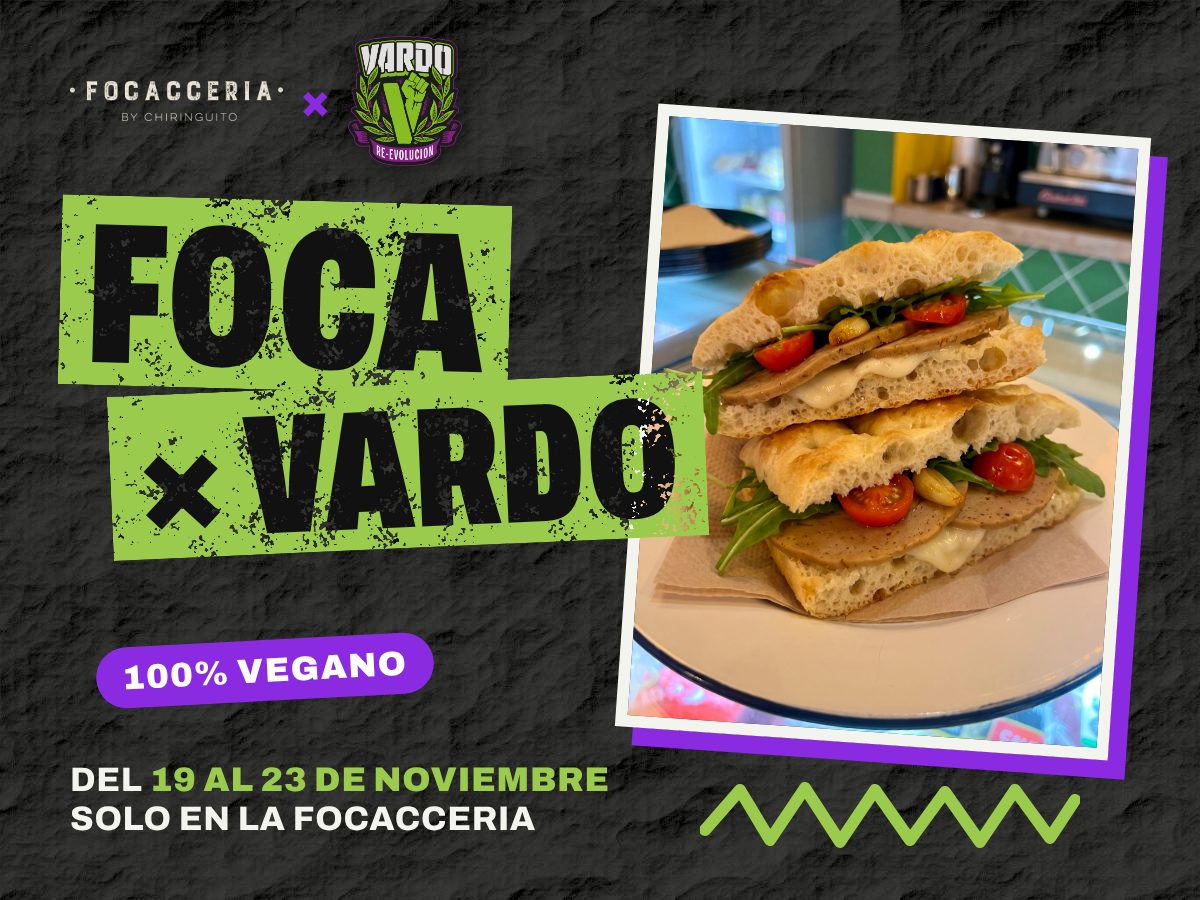 · FOCACCERIA ·
BY CHIRINGUITO
×
VARDO
V
RE-EVOLUCION
FOCA
× VARDO
100% VEGANO
DEL 19 AL 23 DE NOVIEMBRE
SOLO EN LA FOCACCERIA